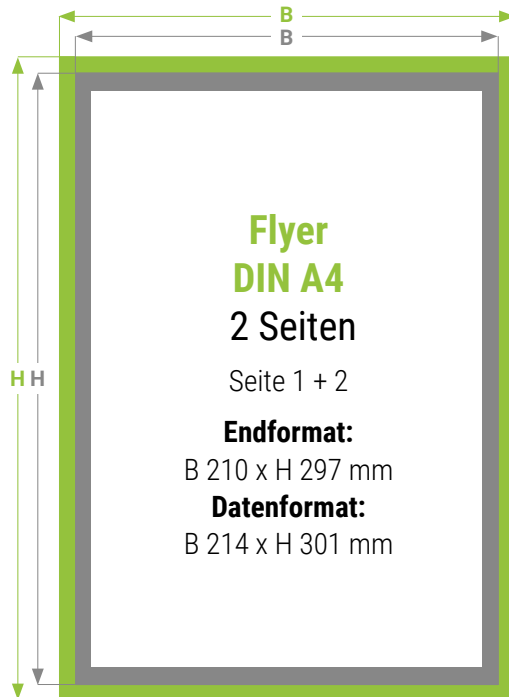 B
B
H H
Flyer
DIN A4
2 Seiten
Seite 1 + 2
Endformat:
B 210 x H 297 mm
Datenformat:
B 214 x H 301 mm